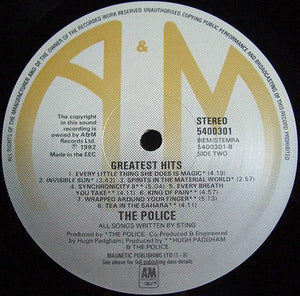 ALL RIGHTS OF THE MANUFACTURER AND OF THE OWNER OF THE RECORDED WORK RESERVED UNAUTHORISED COPYING PUBLIC PERFORMANCE AND BROADCASTING OF THIS RECORD PROHIBITED
A&M
The copyright
in this sound
recording is
owned by A&M
Records Ltd.
℗ 1992
Made in the EEC
STEREO
5400301
BIEM/STEMRA
5400301-B
SIDE TWO
GREATEST HITS
1. EVERY LITTLE THING SHE DOES IS MAGIC* (4.19)
2. INVISIBLE SUN* (3.42) 3. SPIRITS IN THE MATERIAL WORLD* (2.57)
4. SYNCHRONICITY II** (5.04) 5. EVERY BREATH
YOU TAKE** (4.11) 6. KING OF PAIN** (4.57)
7. WRAPPED AROUND YOUR FINGER** (5.12)
8. TEA IN THE SAHARA** (4.12)
THE POLICE
ALL SONGS WRITTEN BY STING
Produced by *THE POLICE. Co-Produced & Engineered
by Hugh Padgham; Produced by **HUGH PADGHAM
& THE POLICE
MAGNETIC PUBLISHING LTD (1-8)
See sleeve for full publishing date details
AM